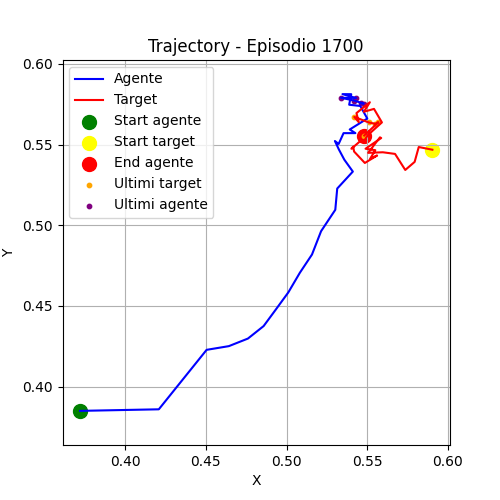 Trajectory - Episodio 1700
0.60
0.55
0.50
0.45
0.40
Y
Agente
Target
Start agente
Start target
End agente
Ultimi target
Ultimi agente
0.40 0.45 0.50 0.55 0.60
X